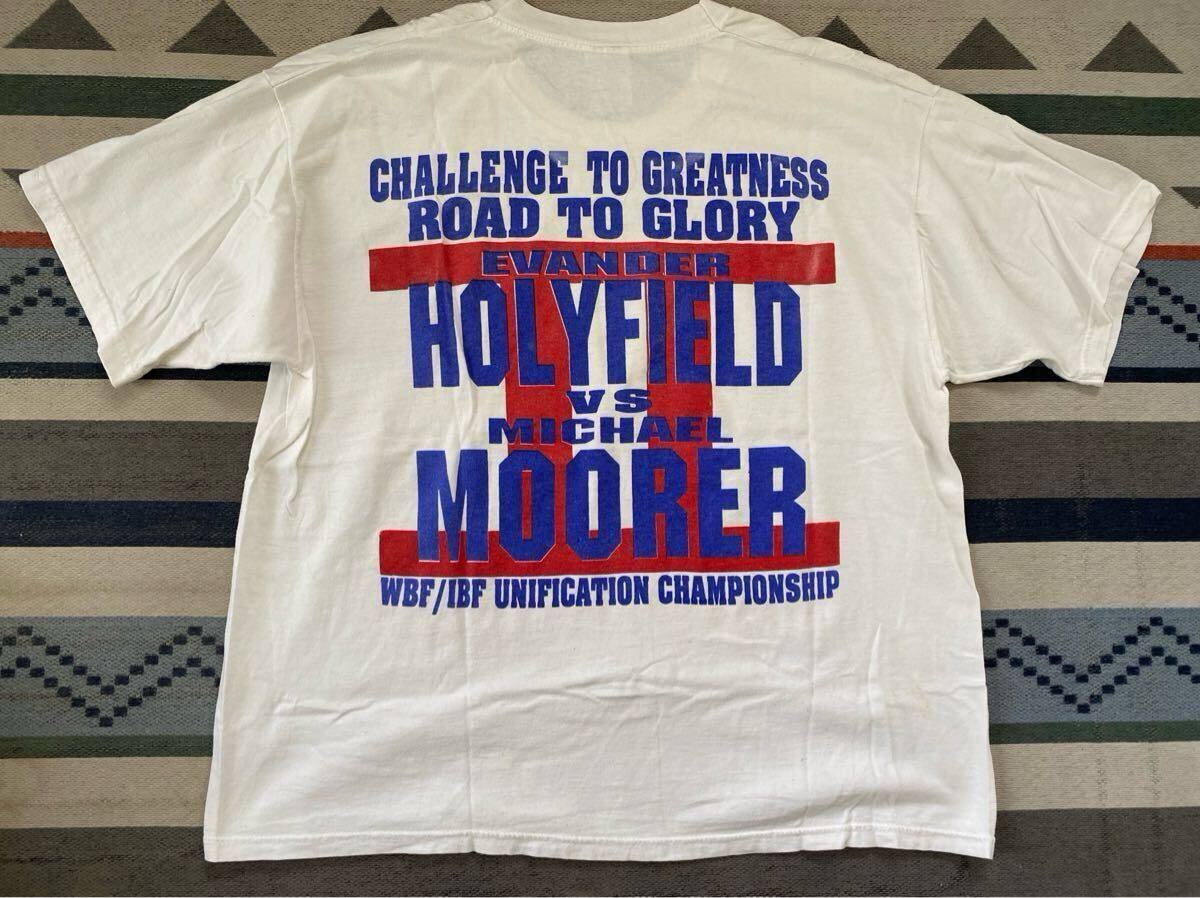 CHALLENGE TO GREATNESS
ROAD TO GLORY
EVANDER
HOLYFIELD
VS
MICHAEL
MOORER
WBF/IBF UNIFICATION CHAMPIONSHIP